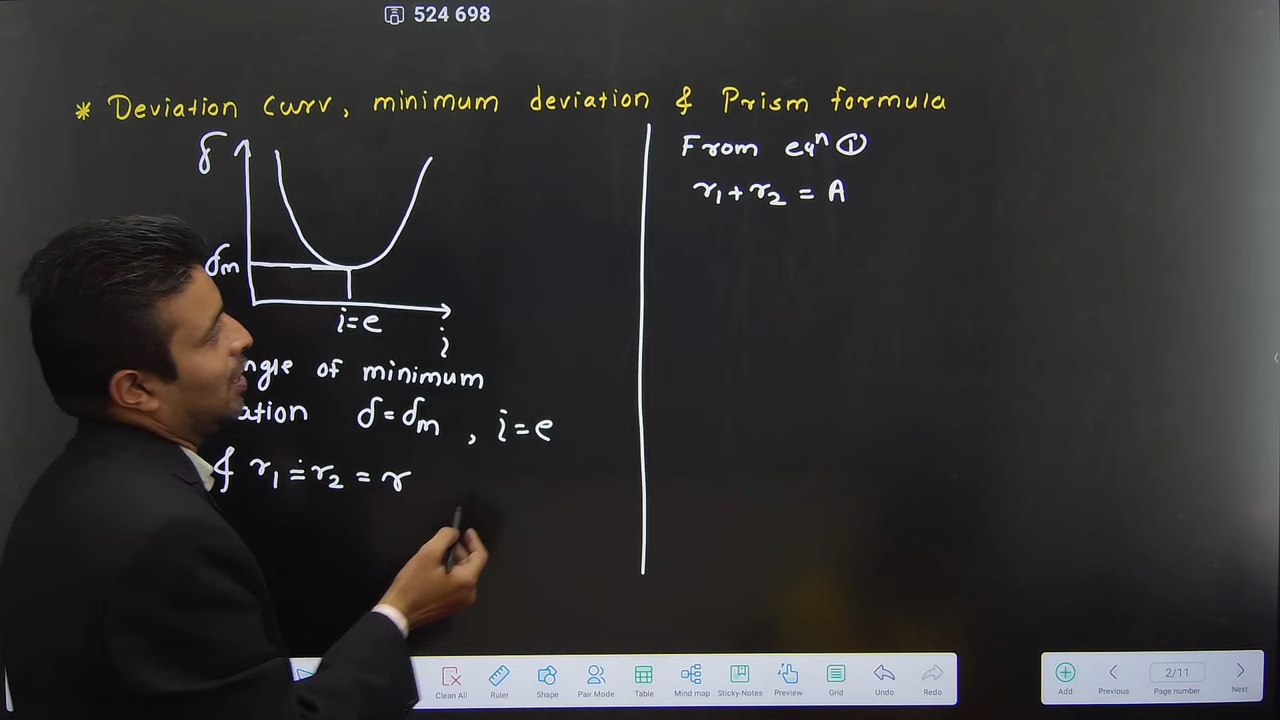 524 698
* Deviation curv, minimum deviation & Prism formula
δ
δm
i=e
i
ngle of minimum
ation δ=δm , i=e
& r₁=r₂=r
From eqⁿ ①
r₁+r₂=A
Clean All Ruler Shape Pair Mode Table Mind map Sticky-Notes Preview Grid Undo Redo
Add Previous 2/11 Page number Next